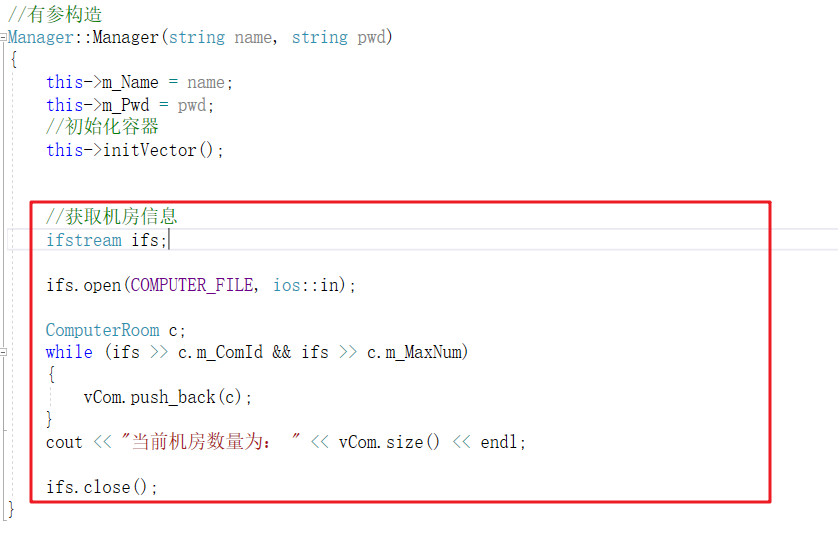 //有参构造
Manager::Manager(string name, string pwd)
{
this->m_Name = name;
this->m_Pwd = pwd;
//初始化容器
this->initVector();
//获取机房信息
ifstream ifs;
ifs.open(COMPUTER_FILE, ios::in);
ComputerRoom c;
while (ifs >> c.m_ComId && ifs >> c.m_MaxNum)
{
vCom.push_back(c);
}
cout << "当前机房数量为： " << vCom.size() << endl;
ifs.close();
}